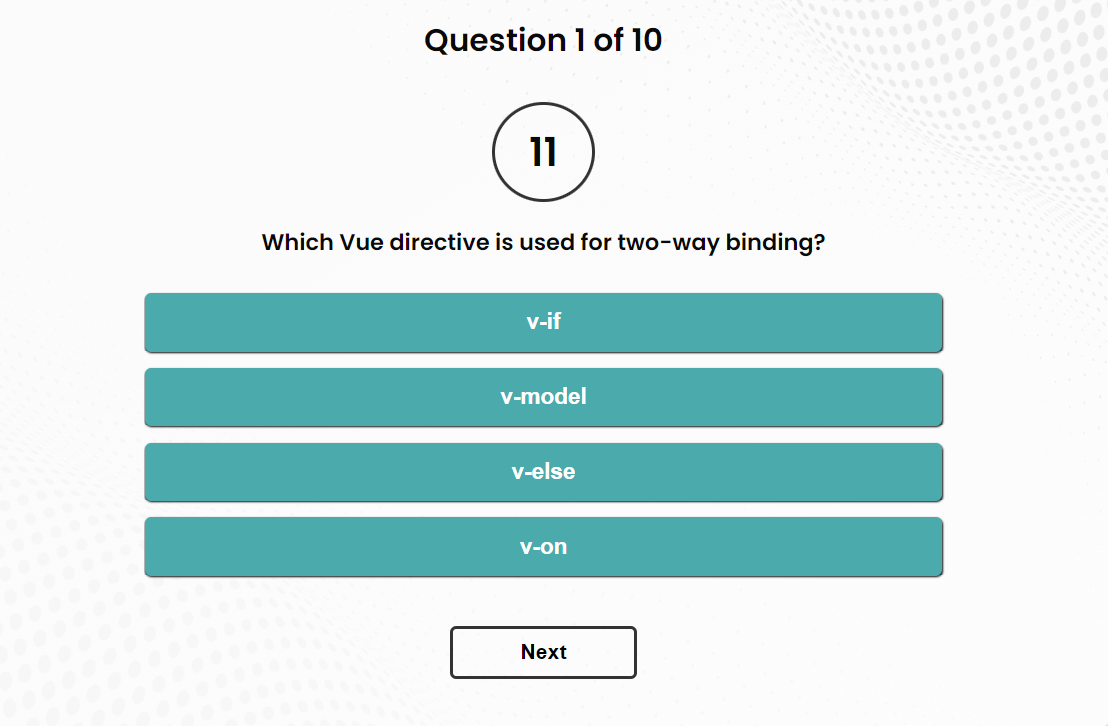 Question 1 of 10
11
Which Vue directive is used for two-way binding?
v-if
v-model
v-else
v-on
Next